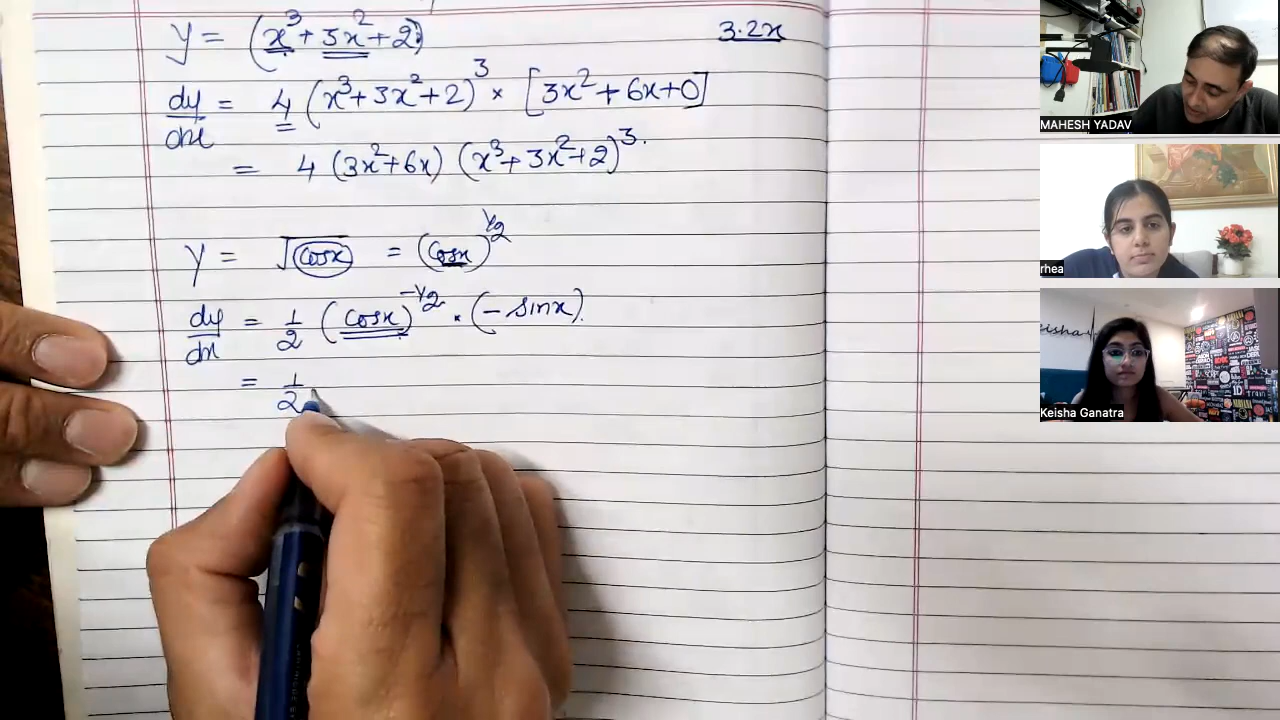 y = (x³ + 3x² + 2)
3.2x
dy/dx = 4 (x³+3x²+2)³ × [3x² + 6x+0]
= 4 (3x²+6x) (x³+3x²+2)³.
y = √cosx = (cosx)^1/2
dy/dx = 1/2 (cosx)^-1/2 . (- sinx).
= 1/2
MAHESH YADAV
rhea
Keisha Ganatra